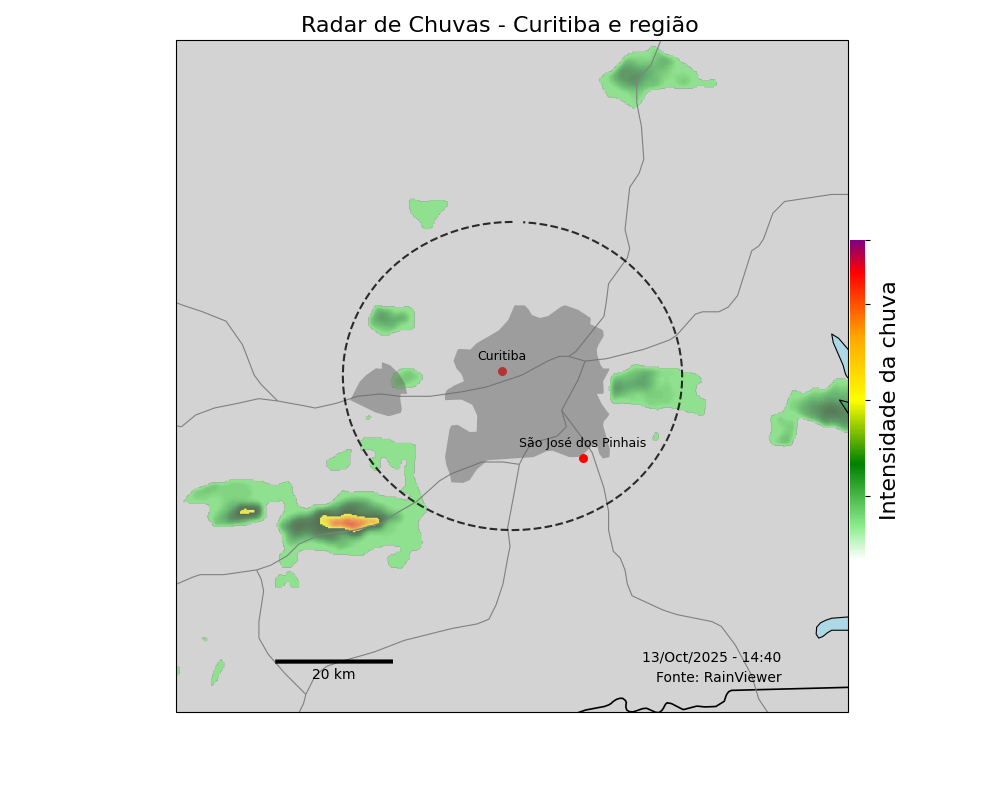 Radar de Chuvas - Curitiba e região
Curitiba
São José dos Pinhais
Intensidade da chuva
20 km
13/Oct/2025 - 14:40
Fonte: RainViewer